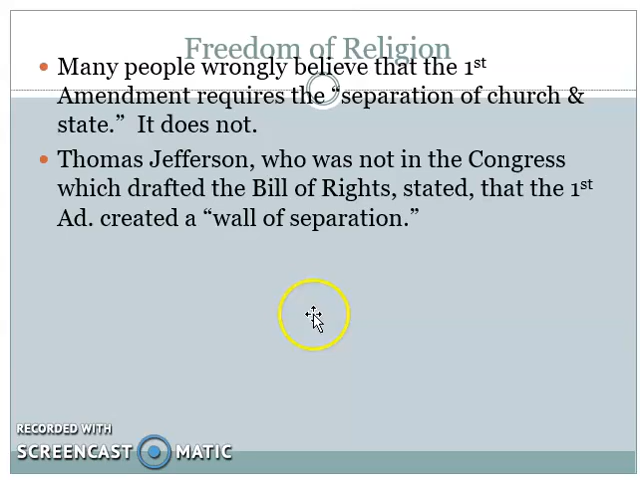 Freedom of Religion
• Many people wrongly believe that the 1st
Amendment requires the “separation of church &
state.”  It does not.
• Thomas Jefferson, who was not in the Congress
which drafted the Bill of Rights, stated, that the 1st
Ad. created a “wall of separation.”
RECORDED WITH
SCREENCAST MATIC